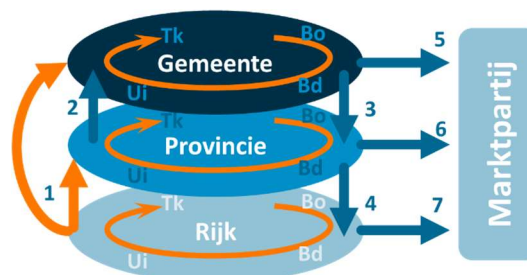 Tk Bo
Gemeente
Ui Bd
2 3
5
Tk Bo
Provincie
Ui Bd
6
1
4
Tk Bo
Rijk
Ui Bd
7
Marktpartij